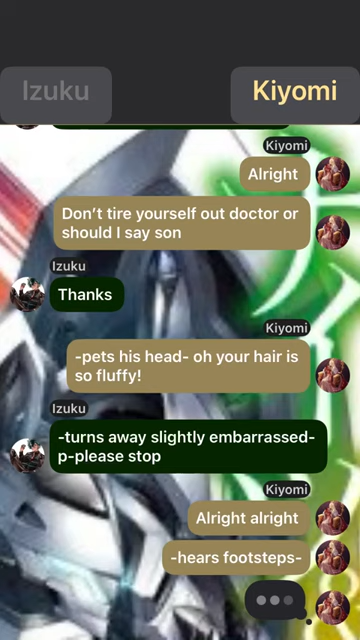 Izuku
Kiyomi
Kiyomi
Alright
Don't tire yourself out doctor or
should I say son
Izuku
Thanks
Kiyomi
-pets his head- oh your hair is
so fluffy!
Izuku
-turns away slightly embarrassed-
p-please stop
Kiyomi
Alright alright
-hears footsteps-